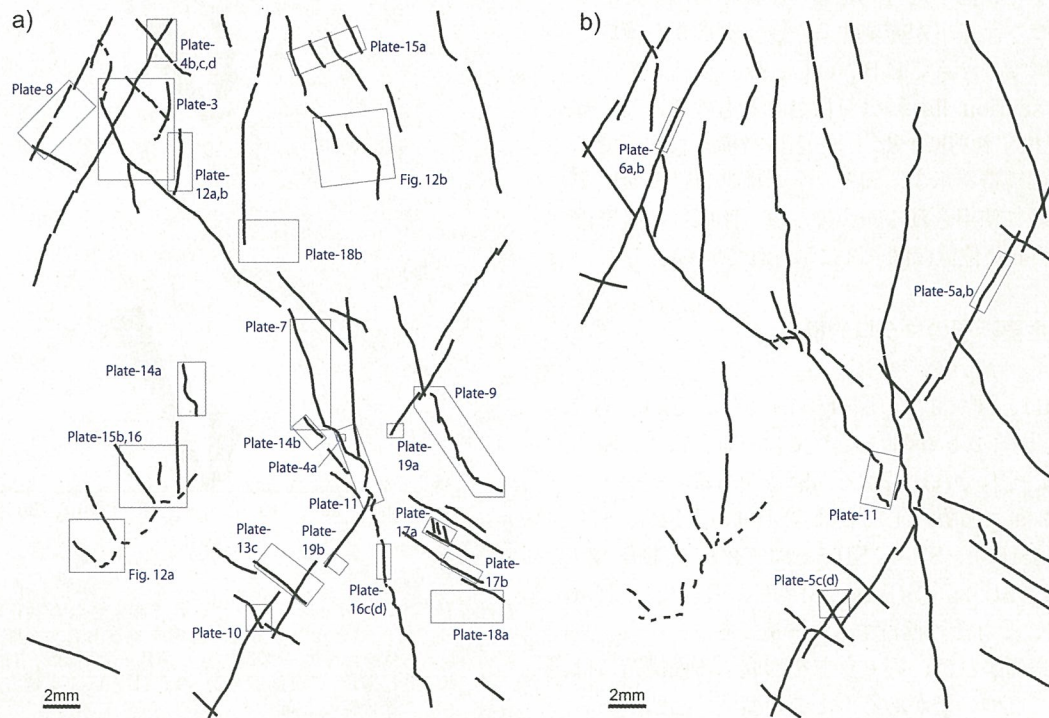 a)
Plate-
4b,c,d
Plate-15a
Plate-8
Plate-3
Plate-
12a,b
Fig. 12b
Plate-18b
Plate-7
Plate-14a
Plate-9
Plate-15b,16
Plate-14b
Plate-
19a
Plate-4a
Plate-11
Plate-
17a
Plate-
13c
Plate-
19b
Plate-
17b
Fig. 12a
Plate-
16c(d)
Plate-18a
Plate-10
2mm
b)
Plate-
6a,b
Plate-5a,b
Plate-11
Plate-5c(d)
2mm